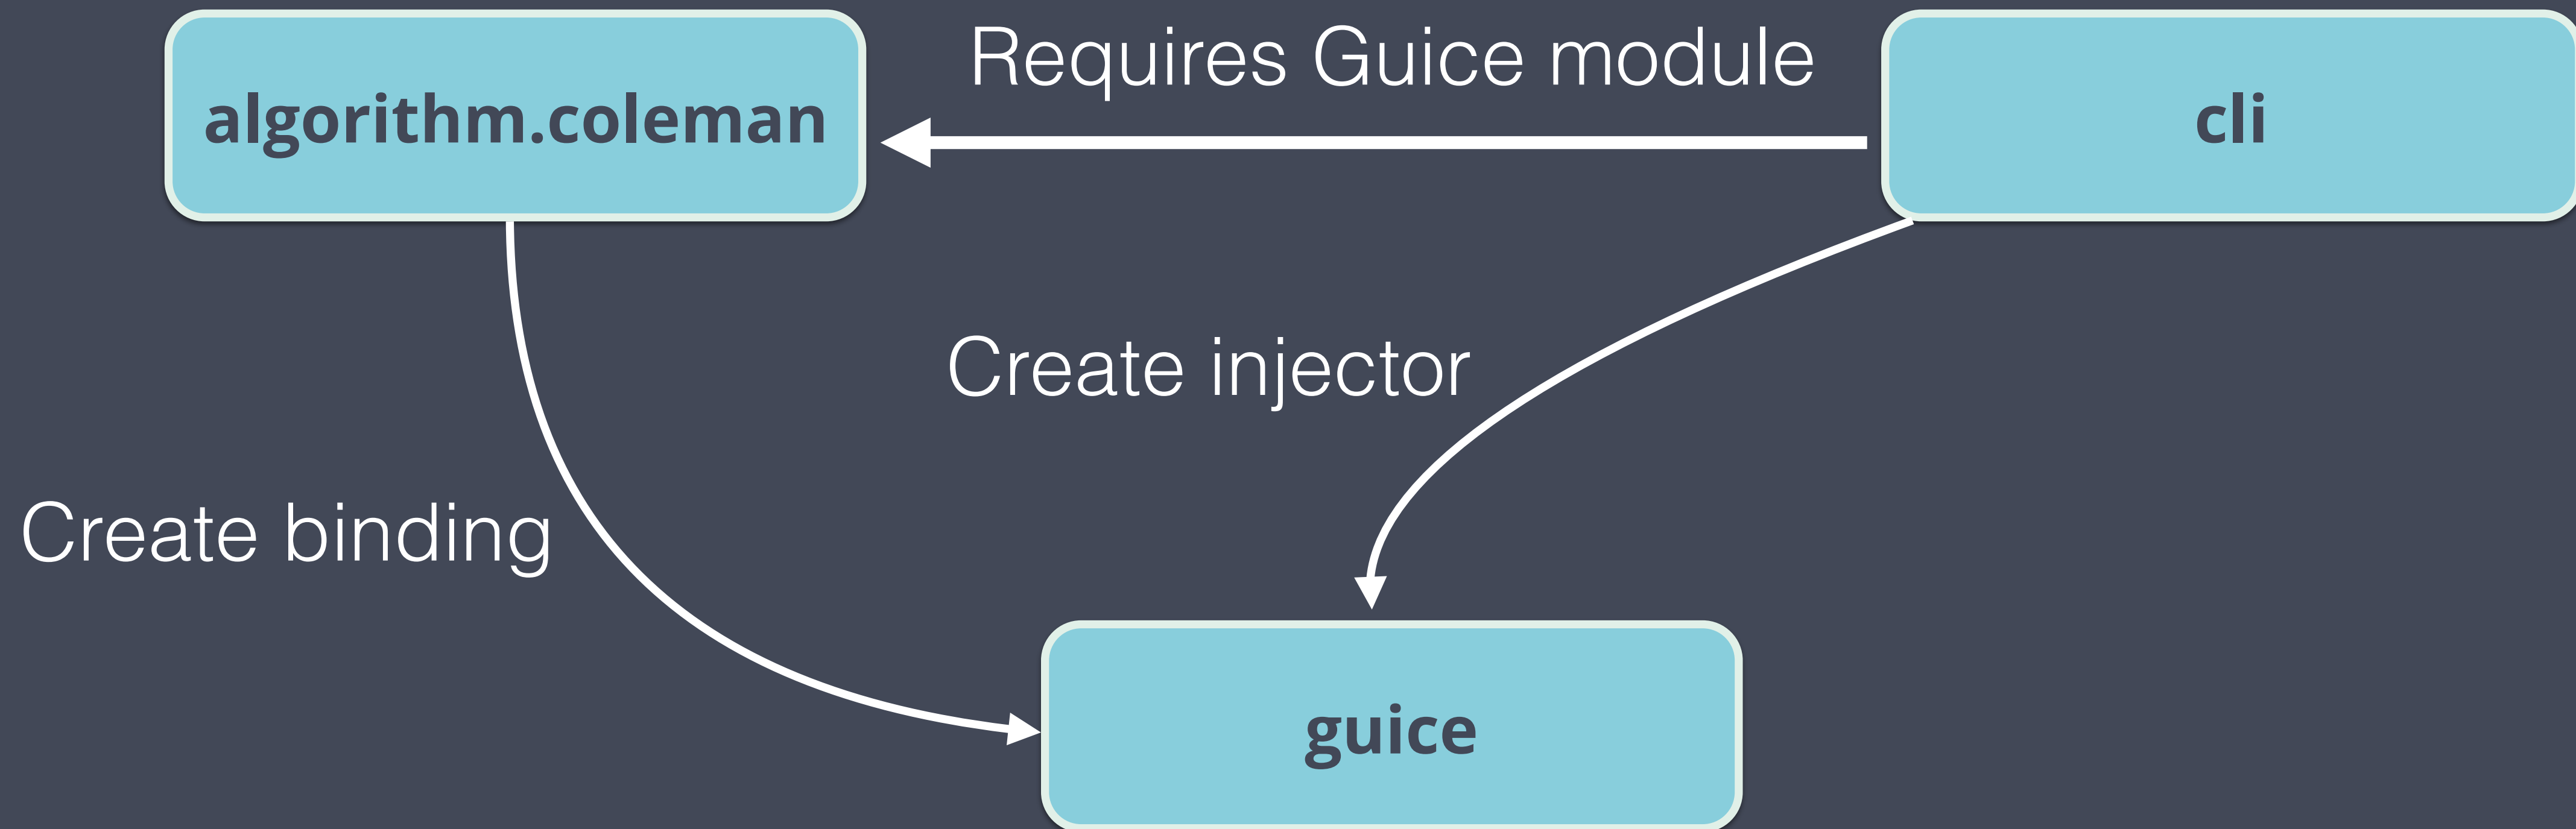 Requires Guice module
algorithm.coleman
cli
Create injector
Create binding
guice